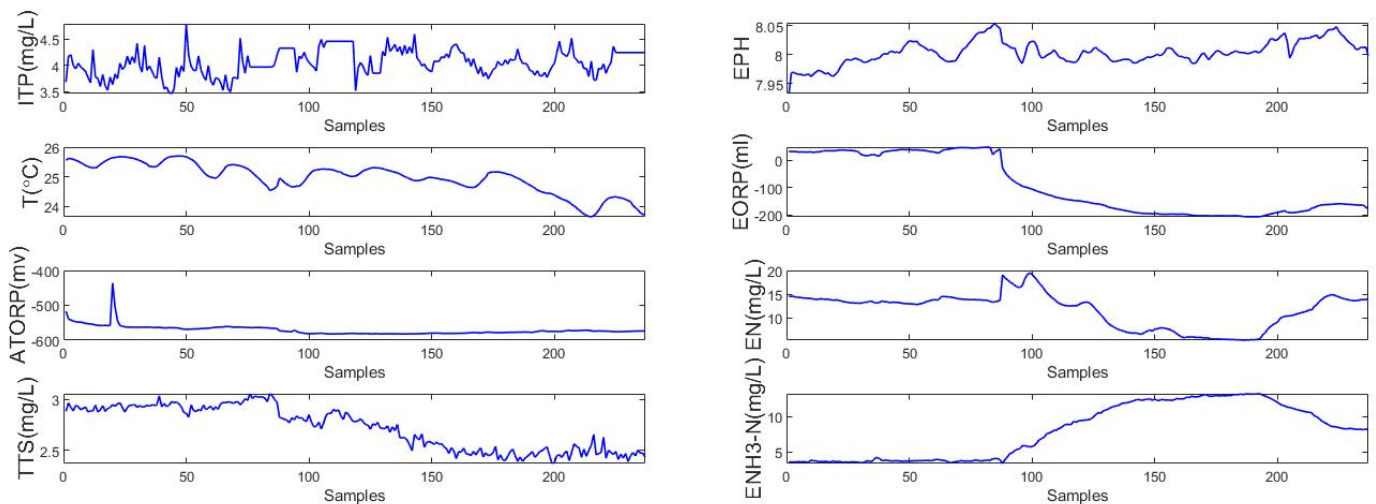 ITP(mg/L)
4.5
4
3.5
0 50 100 150 200
Samples
EPH
8.05
8
7.95
0 50 100 150 200
Samples
T(°C)
26
25
24
0 50 100 150 200
Samples
EORP(ml)
0
-100
-200
0 50 100 150 200
Samples
ATORP(mv)
-400
-500
-600
0 50 100 150 200
Samples
EN(mg/L)
20
15
10
0 50 100 150 200
Samples
TTS(mg/L)
3
2.5
0 50 100 150 200
Samples
ENH3-N(mg/L)
10
5
0 50 100 150 200
Samples